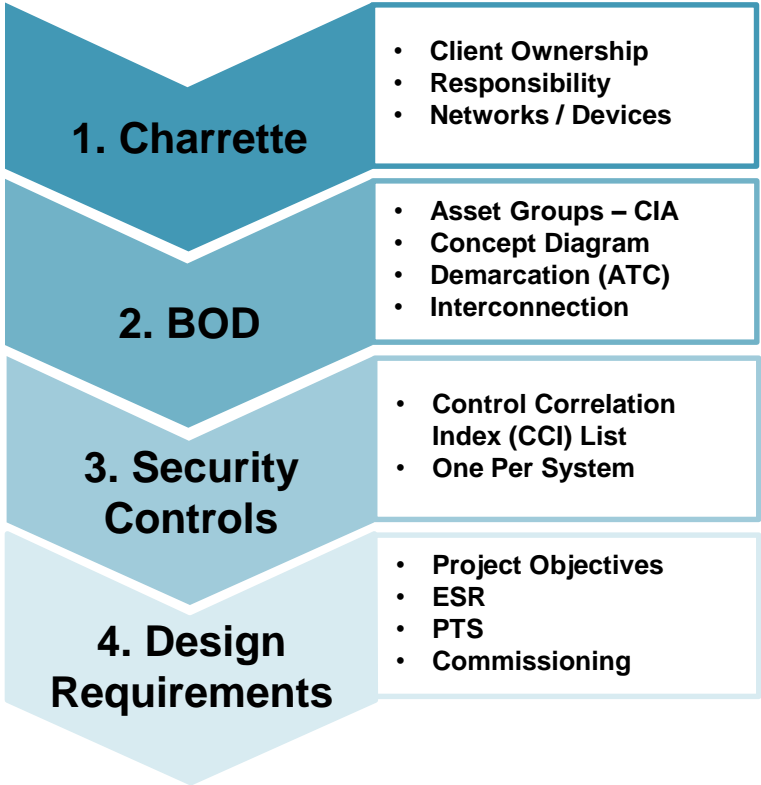 1. Charrette
• Client Ownership
• Responsibility
• Networks / Devices
2. BOD
• Asset Groups – CIA
• Concept Diagram
• Demarcation (ATC)
• Interconnection
3. Security
Controls
• Control Correlation
Index (CCI) List
• One Per System
4. Design
Requirements
• Project Objectives
• ESR
• PTS
• Commissioning